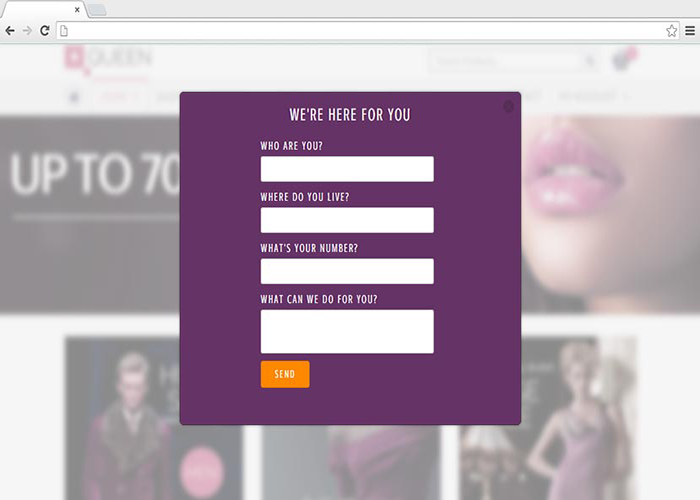 QUEEN
UP TO 70
WE'RE HERE FOR YOU
WHO ARE YOU?
WHERE DO YOU LIVE?
WHAT'S YOUR NUMBER?
WHAT CAN WE DO FOR YOU?
SEND